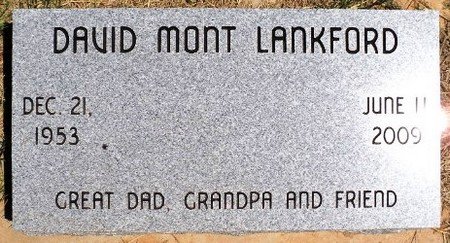 DAVID MONT LANKFORD
DEC. 21,
1953
JUNE 11
2009
GREAT DAD, GRANDPA AND FRIEND